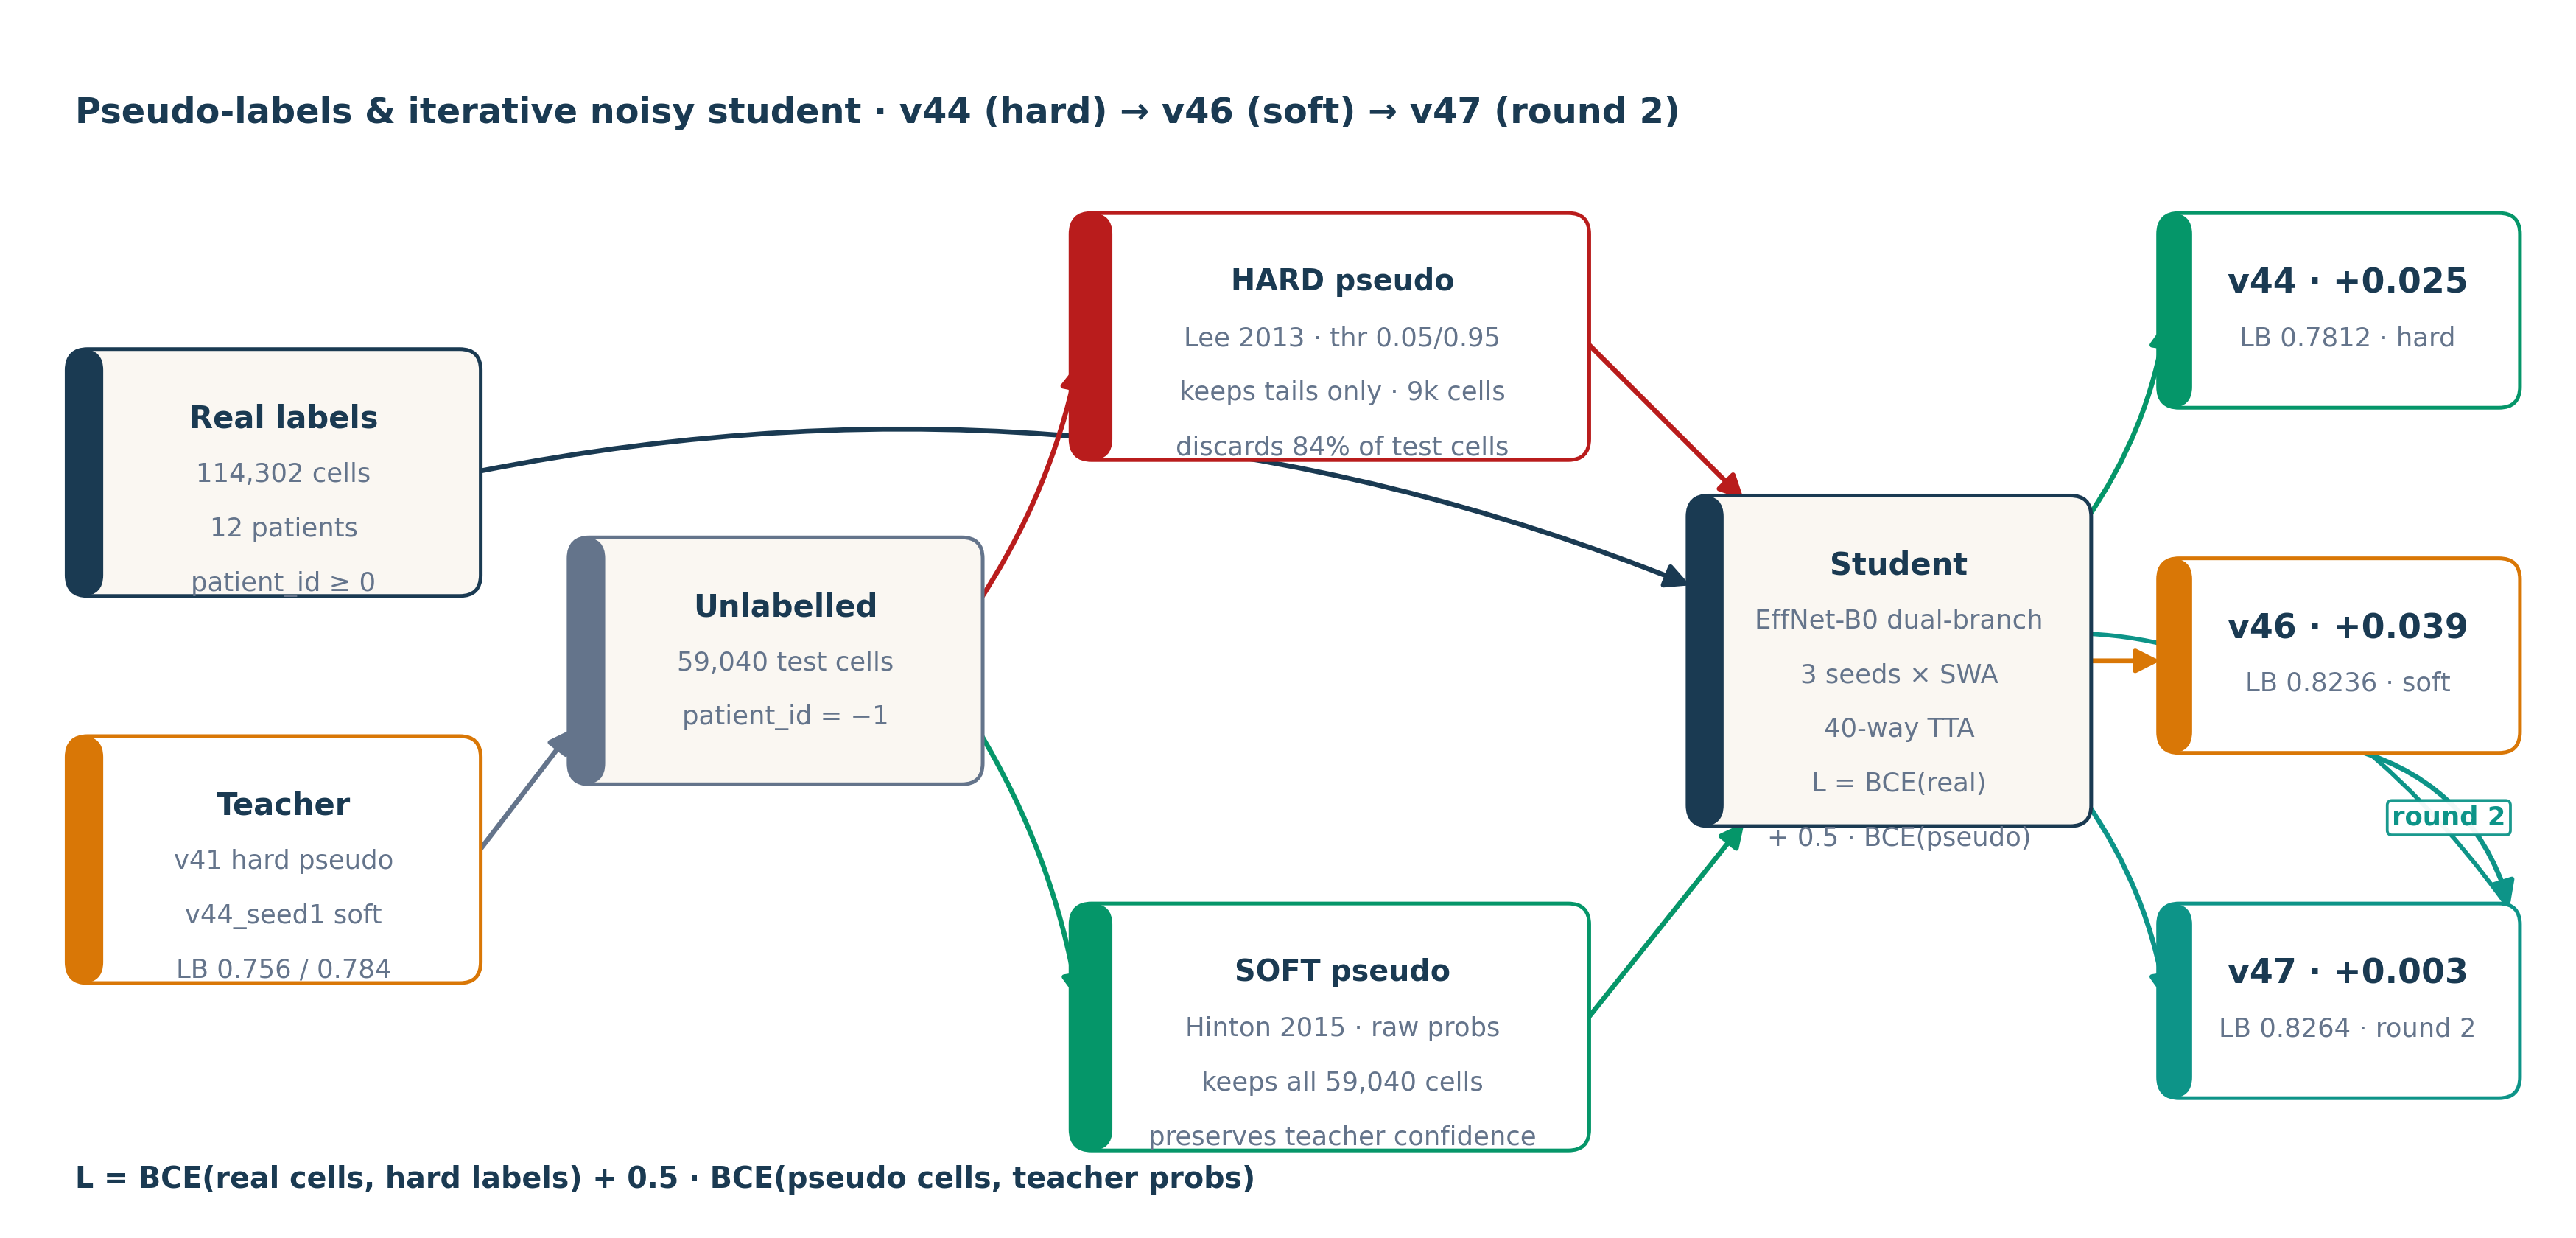 Pseudo-labels & iterative noisy student · v44 (hard) → v46 (soft) → v47 (round 2)
Real labels
114,302 cells
12 patients
patient_id ≥ 0
Teacher
v41 hard pseudo
v44_seed1 soft
LB 0.756 / 0.784
Unlabelled
59,040 test cells
patient_id = −1
HARD pseudo
Lee 2013 · thr 0.05/0.95
keeps tails only · 9k cells
discards 84% of test cells
SOFT pseudo
Hinton 2015 · raw probs
keeps all 59,040 cells
preserves teacher confidence
Student
EffNet-B0 dual-branch
3 seeds × SWA
40-way TTA
L = BCE(real)
+ 0.5 · BCE(pseudo)
v44 · +0.025
LB 0.7812 · hard
v46 · +0.039
LB 0.8236 · soft
round 2
v47 · +0.003
LB 0.8264 · round 2
L = BCE(real cells, hard labels) + 0.5 · BCE(pseudo cells, teacher probs)